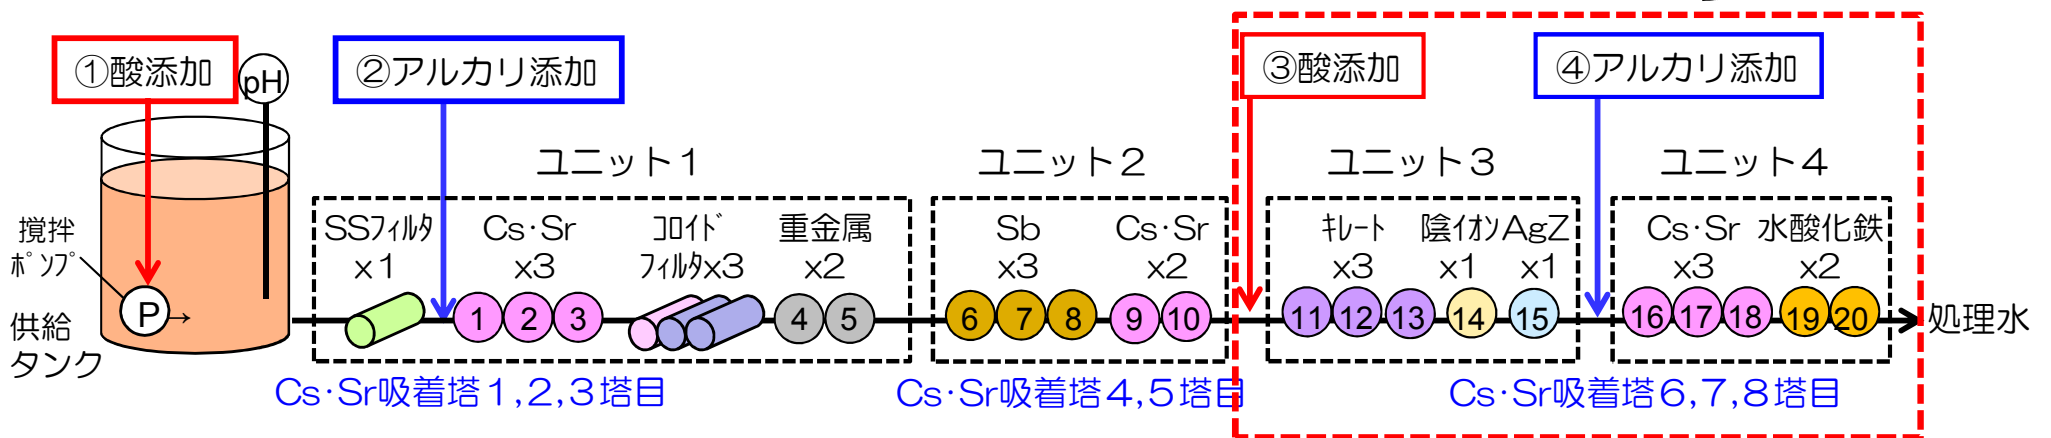 ①酸添加
pH
②アルカリ添加
③酸添加
④アルカリ添加
ユニット1
ユニット2
ユニット3
ユニット4
撹拌
ポンプ
P→
供給
タンク
SSフィルタ
x1
Cs·Sr
x3
コロイド
フィルタx3
重金属
x2
Sb
x3
Cs·Sr
x2
キレート
x3
陰イオン
x1
AgZ
x1
Cs·Sr
x3
水酸化鉄
x2
1 2 3
4 5
6 7 8
9 10
11 12 13
14
15
16 17 18
19 20
処理水
Cs·Sr吸着塔1,2,3塔目
Cs·Sr吸着塔4,5塔目
Cs·Sr吸着塔6,7,8塔目